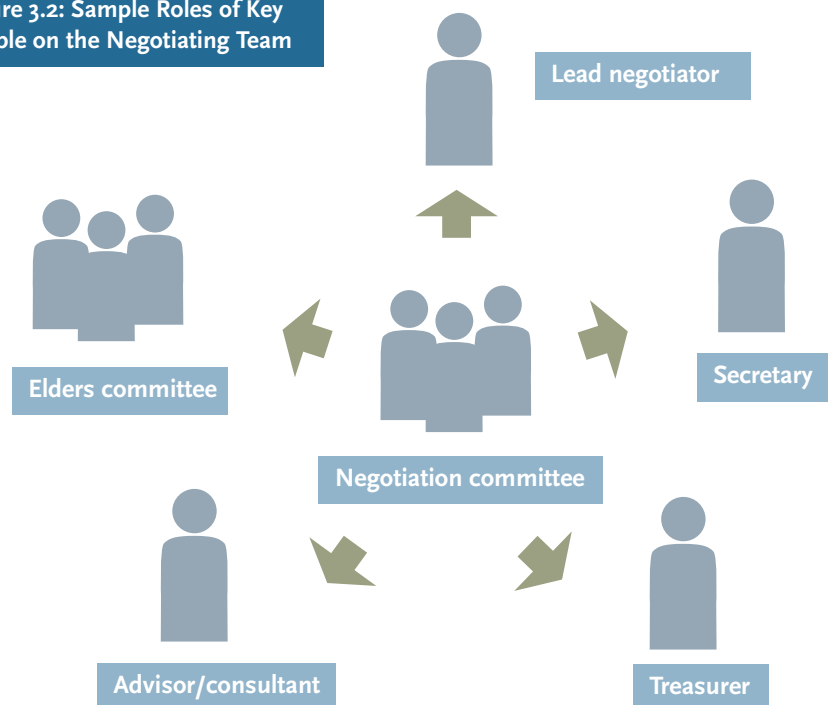 ure 3.2: Sample Roles of Key
ple on the Negotiating Team
Lead negotiator
Elders committee
Secretary
Negotiation committee
Advisor/consultant
Treasurer